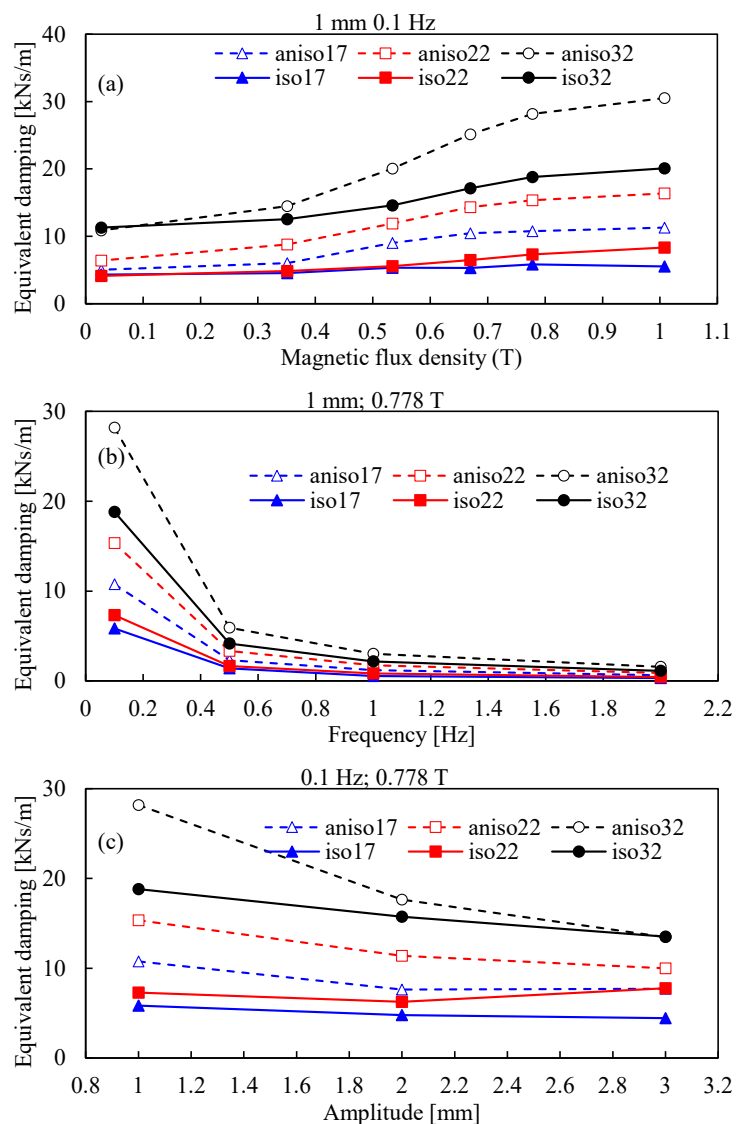 1 mm 0.1 Hz
Equivalent damping [kNs/m]
(a)
aniso17 aniso22 aniso32
iso17 iso22 iso32
40
30
20
10
0
0 0.1 0.2 0.3 0.4 0.5 0.6 0.7 0.8 0.9 1 1.1
Magnetic flux density (T)
1 mm; 0.778 T
Equivalent damping [kNs/m]
(b)
aniso17 aniso22 aniso32
iso17 iso22 iso32
30
20
10
0
0 0.2 0.4 0.6 0.8 1 1.2 1.4 1.6 1.8 2 2.2
Frequency [Hz]
0.1 Hz; 0.778 T
Equivalent damping [kNs/m]
(c)
aniso17 aniso22 aniso32
iso17 iso22 iso32
30
20
10
0
0.8 1 1.2 1.4 1.6 1.8 2 2.2 2.4 2.6 2.8 3 3.2
Amplitude [mm]